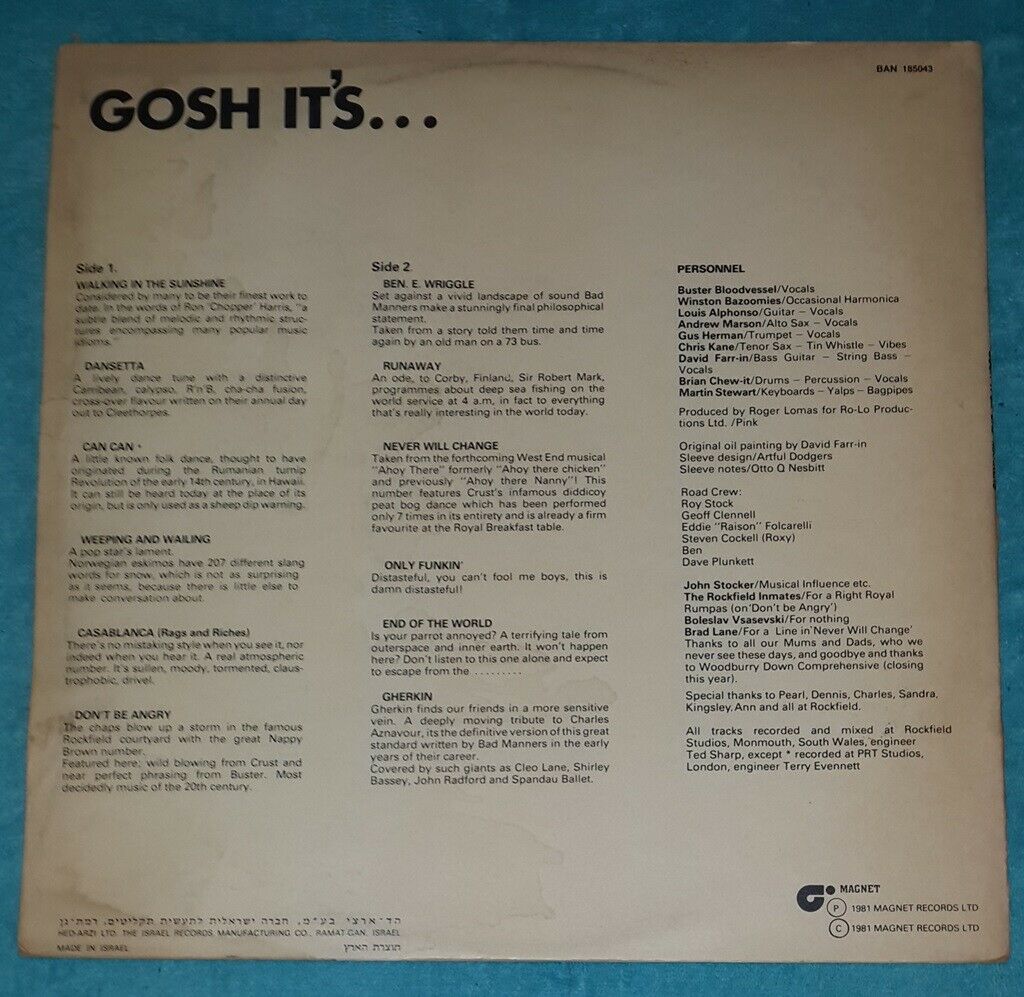 BAN 185043
GOSH IT'S...
Side 1.
WALKING IN THE SUNSHINE
Considered by many to be their finest work to
date. In the words of Ron 'Chopper' Harris, "a
subtle blend of melodic and rhythmic struc-
tures encompassing many popular music
idioms."
DANSETTA
A lively dance tune with a distinctive
Carribean, calypso, R'n'B, cha-cha fusion,
cross-over flavour written on their annual day
out to Cleethorpes.
CAN CAN *
A little known folk dance, thought to have
originated during the Rumanian turnip
Revolution of the early 14th century, in Hawaii.
It can still be heard today at the place of its
origin, but is only used as a sheep dip warning.
WEEPING AND WAILING
A pop star's lament.
Norwegian eskimos have 207 different slang
words for snow, which is not as surprising
as it seems, because there is little else to
make conversation about.
CASABLANCA (Rags and Riches)
There's no mistaking style when you see it, nor
indeed when you hear it. A real atmospheric
number. It's sullen, moody, tormented, claus-
trophobic, drivel.
DON'T BE ANGRY
The chaps blow up a storm in the famous
Rockfield courtyard with the great Nappy
Brown number.
Featured here; wild blowing from Crust and
near perfect phrasing from Buster. Most
decidedly music of the 20th century.
Side 2
BEN. E. WRIGGLE
Set against a vivid landscape of sound Bad
Manners make a stunningly final philosophical
statement.
Taken from a story told them time and time
again by an old man on a 73 bus.
RUNAWAY
An ode, to Corby, Finland, Sir Robert Mark,
programmes about deep sea fishing on the
world service at 4 a.m, in fact to everything
that's really interesting in the world today.
NEVER WILL CHANGE
Taken from the forthcoming West End musical
"Ahoy There" formerly "Ahoy there chicken"
and previously "Ahoy there Nanny"! This
number features Crust's infamous diddicoy
peat bog dance which has been performed
only 7 times in its entirety and is already a firm
favourite at the Royal Breakfast table.
ONLY FUNKIN'
Distasteful, you can't fool me boys, this is
damn distasteful!
END OF THE WORLD
Is your parrot annoyed? A terrifying tale from
outerspace and inner earth. It won't happen
here? Don't listen to this one alone and expect
to escape from the .........
GHERKIN
Gherkin finds our friends in a more sensitive
vein. A deeply moving tribute to Charles
Aznavour, its the definitive version of this great
standard written by Bad Manners in the early
years of their career.
Covered by such giants as Cleo Lane, Shirley
Bassey, John Radford and Spandau Ballet.
PERSONNEL
Buster Bloodvessel/Vocals
Winston Bazoomies/Occasional Harmonica
Louis Alphonso/Guitar – Vocals
Andrew Marson/Alto Sax – Vocals
Gus Herman/Trumpet – Vocals
Chris Kane/Tenor Sax – Tin Whistle – Vibes
David Farr-in/Bass Guitar – String Bass –
Vocals
Brian Chew-it/Drums – Percussion – Vocals
Martin Stewart/Keyboards – Yalps – Bagpipes
Produced by Roger Lomas for Ro-Lo Produc-
tions Ltd. /Pink
Original oil painting by David Farr-in
Sleeve design/Artful Dodgers
Sleeve notes/Otto Q Nesbitt
Road Crew:
Roy Stock
Geoff Clennell
Eddie "Raison" Folcarelli
Steven Cockell (Roxy)
Ben
Dave Plunkett
John Stocker/Musical Influence etc.
The Rockfield Inmates/For a Right Royal
Rumpas (on 'Don't be Angry')
Boleslav Vsasevski/For nothing
Brad Lane/For a Line in 'Never Will Change'
Thanks to all our Mums and Dads, who we
never see these days, and goodbye and thanks
to Woodburry Down Comprehensive (closing
this year).
Special thanks to Pearl, Dennis, Charles, Sandra,
Kingsley, Ann and all at Rockfield.
All tracks recorded and mixed at Rockfield
Studios, Monmouth, South Wales, engineer
Ted Sharp, except * recorded at PRT Studios,
London, engineer Terry Evennett
MAGNET
Ⓟ 1981 MAGNET RECORDS LTD
© 1981 MAGNET RECORDS LTD
הד-ארצי בע"מ, חברה ישראלית לתעשית תקליטים, רמת-גן
HED-ARZI LTD. THE ISRAEL RECORDS MANUFACTURING CO., RAMAT-GAN, ISRAEL
MADE IN ISRAEL תוצרת הארץ